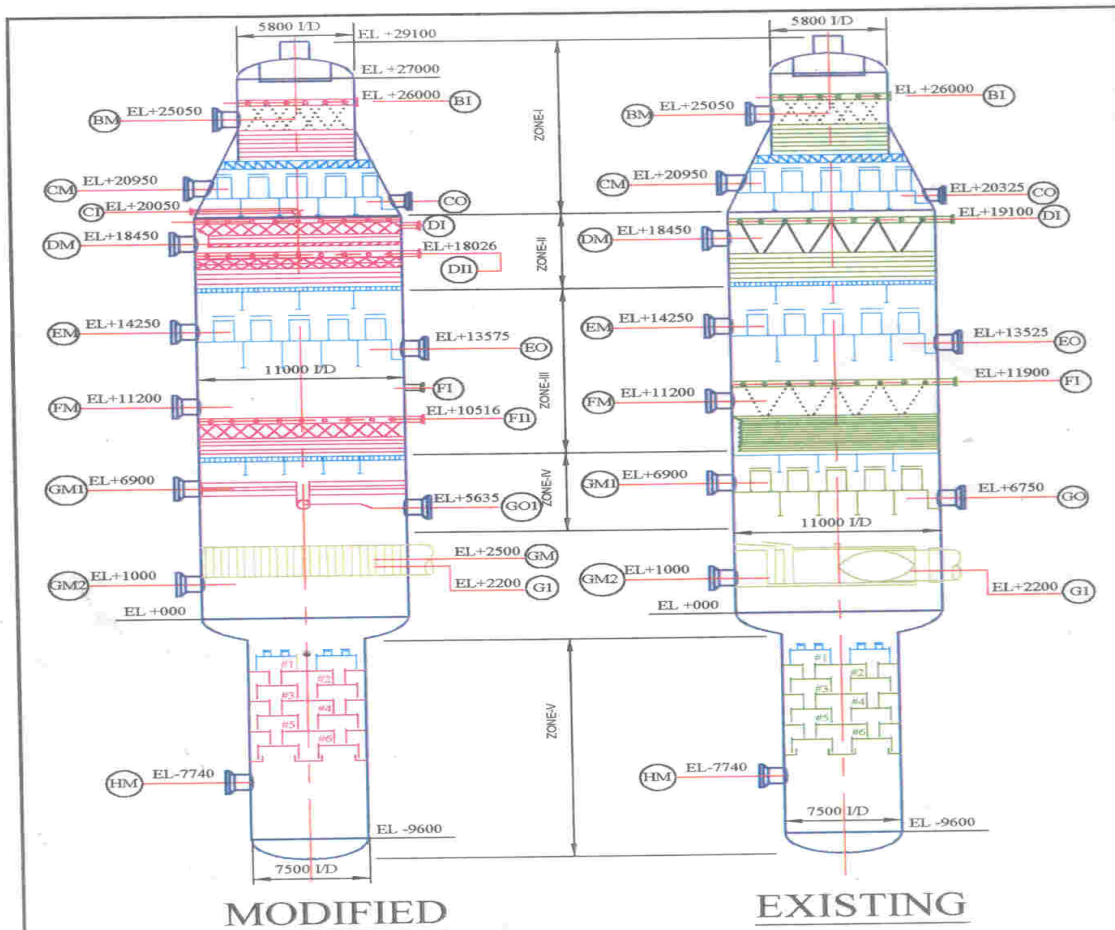 5800 I/D
EL +29100
EL +27000
EL +26000
BI
BM
EL+25050
CM
EL+20950
CI
EL+20050
CO
DI
DM
EL+18450
EL+18026
DI1
EM
EL+14250
EL+13575
EO
11000 I/D
FI
FM
EL+11200
EL+10516
FI1
GM1
EL+6900
EL+5635
GO1
EL+2500
GM
GM2
EL+1000
EL+2200
G1
EL +000
#1
#2
#3
#4
#5
#6
HM
EL-7740
EL -9600
7500 I/D
MODIFIED
ZONE-I
ZONE-II
ZONE-III
ZONE-IV
ZONE-V
5800 I/D
EL+26000
BI
BM
EL+25050
CM
EL+20950
EL+20325
CO
EL+19100
DI
DM
EL+18450
EM
EL+14250
EL+13525
EO
EL+11900
FI
FM
EL+11200
GM1
EL+6900
EL+6750
GO
11000 I/D
GM2
EL+1000
EL+2200
G1
EL +000
#1
#2
#3
#4
#5
#6
HM
EL-7740
7500 I/D
EL -9600
EXISTING